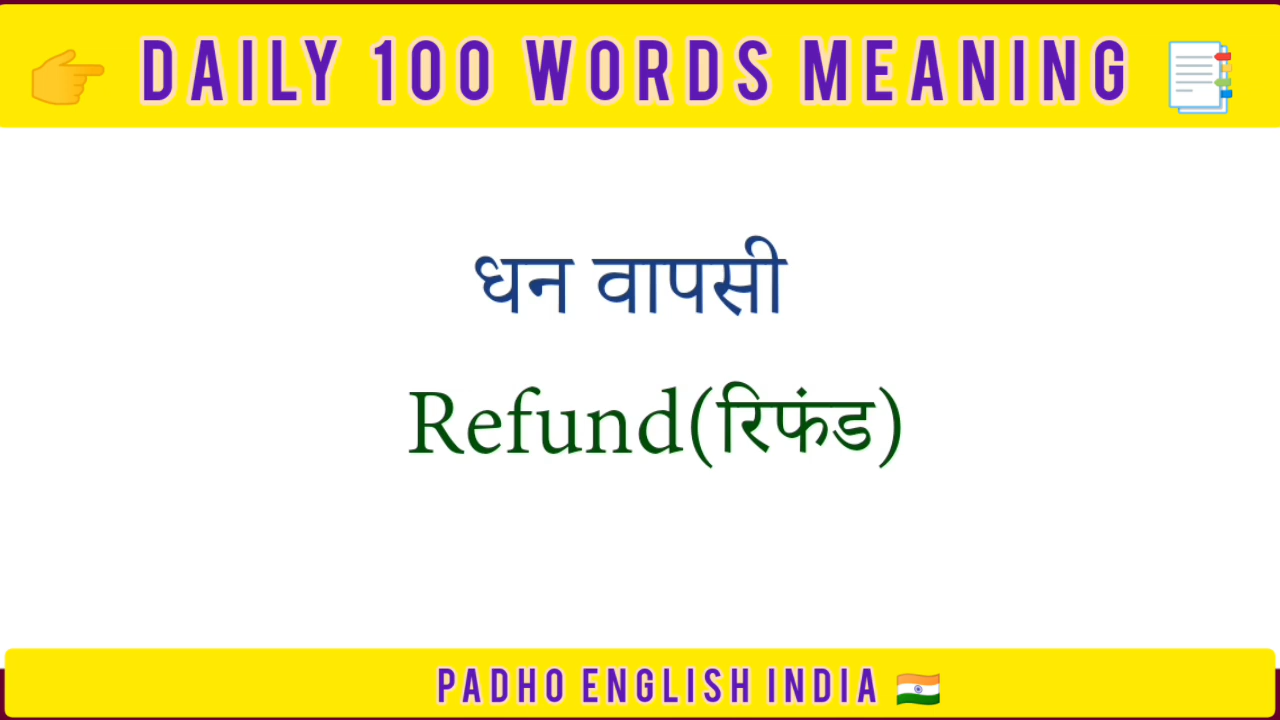 👉 DAILY 100 WORDS MEANING 📑
धन वापसी
Refund(रिफंड)
PADHO ENGLISH INDIA 🇮🇳